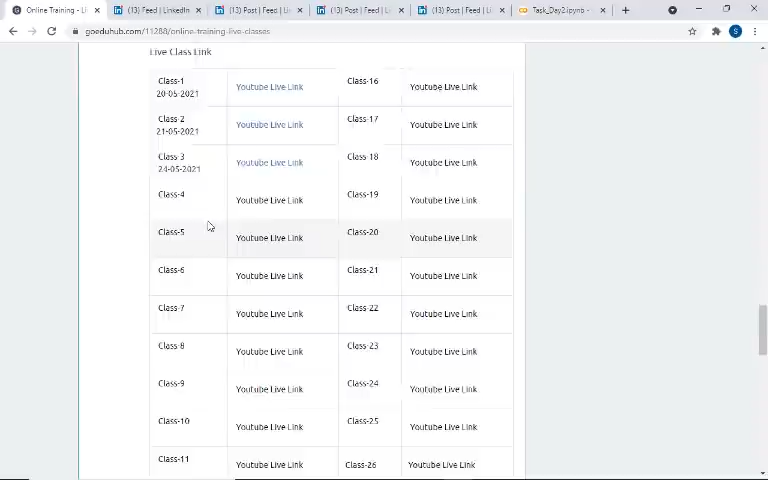 Online Training - Li
(13) Feed | LinkedIn
(13) Post | Feed | Li
(13) Post | Feed | Li
(13) Post | Feed | Li
Task_Day2.ipynb -
goeduhub.com/11288/online-training-live-classes
S
Live Class Link
Class-1
20-05-2021
Youtube Live Link
Class-16
Youtube Live Link
Class-2
21-05-2021
Youtube Live Link
Class-17
Youtube Live Link
Class-3
24-05-2021
Youtube Live Link
Class-18
Youtube Live Link
Class-4
Youtube Live Link
Class-19
Youtube Live Link
Class-5
Youtube Live Link
Class-20
Youtube Live Link
Class-6
Youtube Live Link
Class-21
Youtube Live Link
Class-7
Youtube Live Link
Class-22
Youtube Live Link
Class-8
Youtube Live Link
Class-23
Youtube Live Link
Class-9
Youtube Live Link
Class-24
Youtube Live Link
Class-10
Youtube Live Link
Class-25
Youtube Live Link
Class-11
Youtube Live Link
Class-26
Youtube Live Link